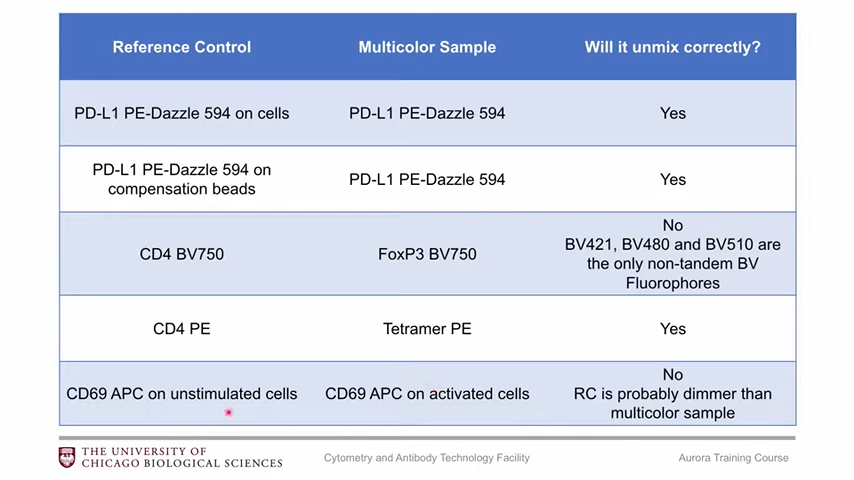 Reference Control
Multicolor Sample
Will it unmix correctly?
PD-L1 PE-Dazzle 594 on cells
PD-L1 PE-Dazzle 594
Yes
PD-L1 PE-Dazzle 594 on
compensation beads
PD-L1 PE-Dazzle 594
Yes
CD4 BV750
FoxP3 BV750
No
BV421, BV480 and BV510 are
the only non-tandem BV
Fluorophores
CD4 PE
Tetramer PE
Yes
CD69 APC on unstimulated cells
CD69 APC on activated cells
No
RC is probably dimmer than
multicolor sample
THE UNIVERSITY OF
CHICAGO BIOLOGICAL SCIENCES
Cytometry and Antibody Technology Facility
Aurora Training Course